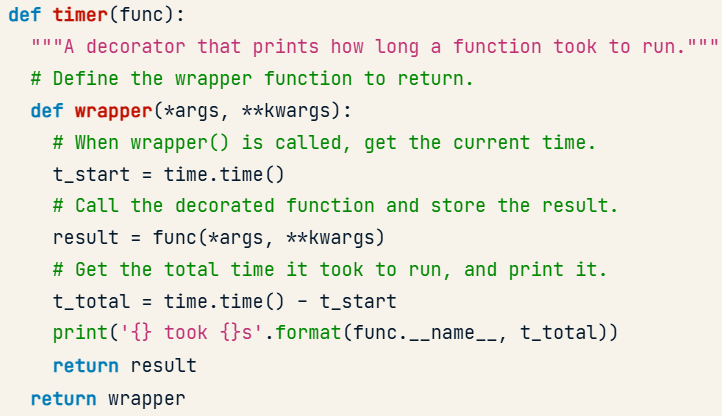 def timer(func):
  """A decorator that prints how long a function took to run."""
  # Define the wrapper function to return.
  def wrapper(*args, **kwargs):
    # When wrapper() is called, get the current time.
    t_start = time.time()
    # Call the decorated function and store the result.
    result = func(*args, **kwargs)
    # Get the total time it took to run, and print it.
    t_total = time.time() - t_start
    print('{} took {}s'.format(func.__name__, t_total))
    return result
  return wrapper